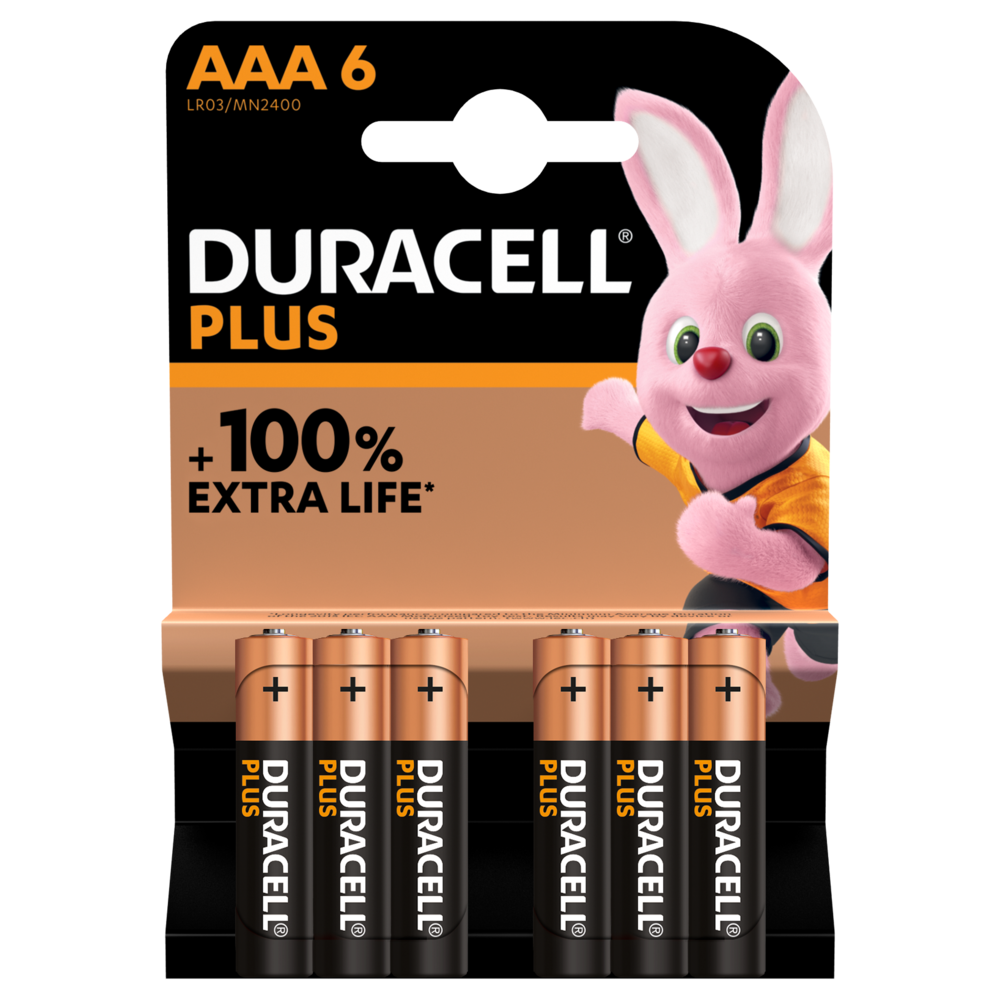 AAA 6
LR03/MN2400
DURACELL®
PLUS
+100%
EXTRA LIFE*
+
+
+
+
+
+
DURACELL®
PLUS
DURACELL®
PLUS
DURACELL®
PLUS
DURACELL®
PLUS
DURACELL®
PLUS
DURACELL®
PLUS